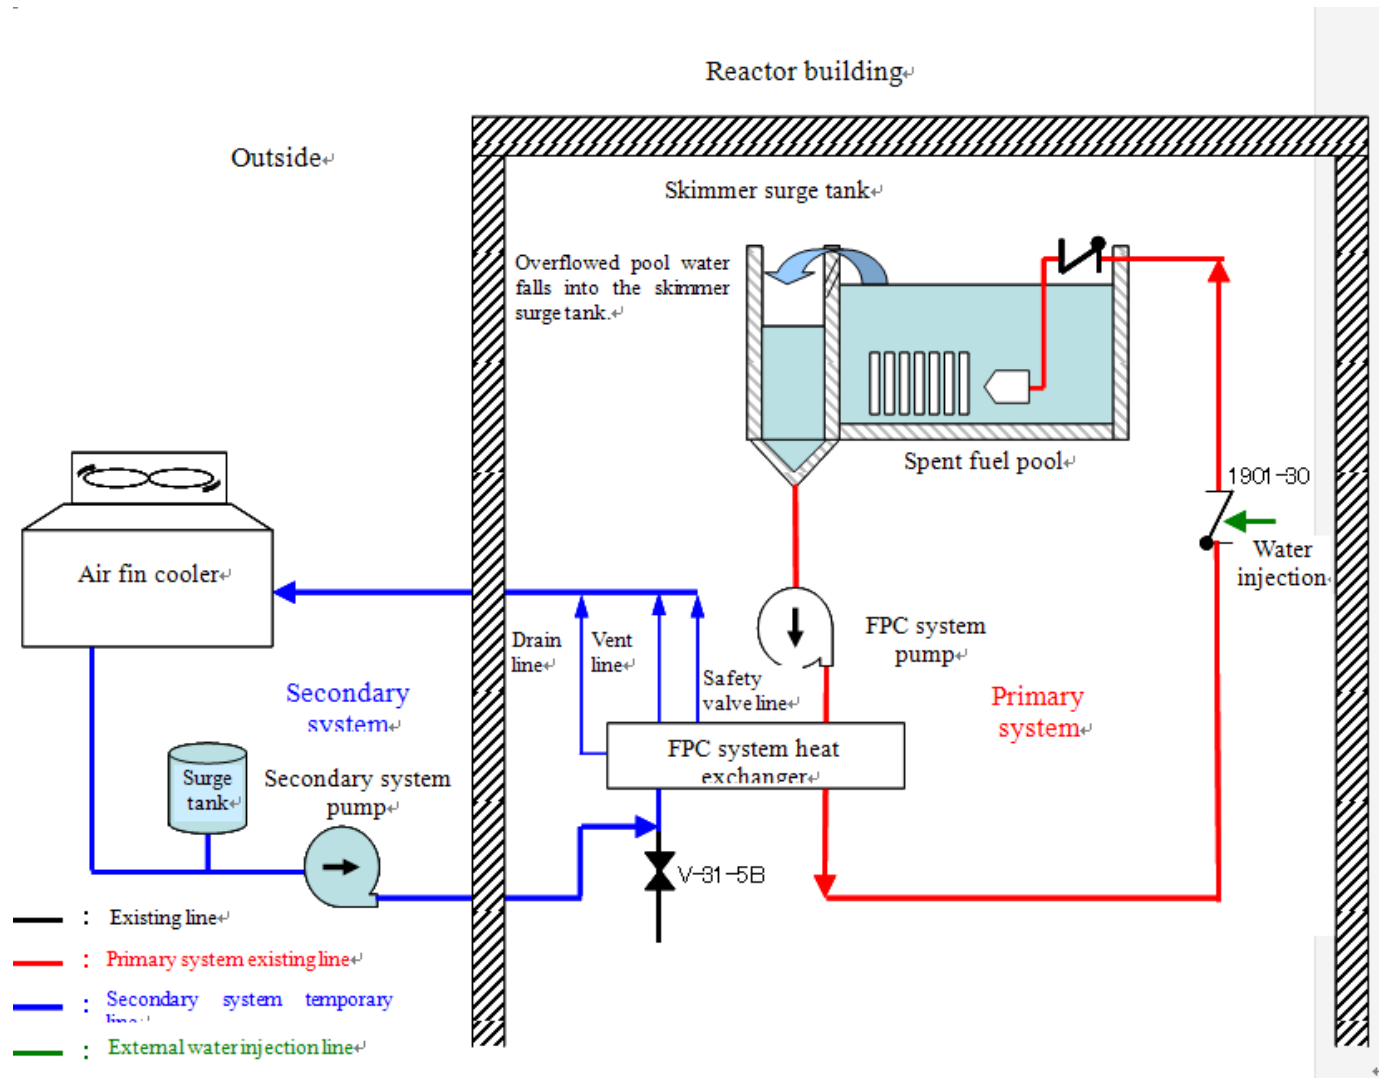 Reactor building
Outside
Skimmer surge tank
Overflowed pool water
falls into the skimmer
surge tank.
Spent fuel pool
1901-30
Water
injection
Air fin cooler
Drain
line
Vent
line
Safety
valve line
FPC system
pump
Primary
system
Secondary
system
FPC system heat
exchanger
Surge
tank
Secondary system
pump
V-31-5B
: Existing line
: Primary system existing line
: Secondary system temporary
line
: External water injection line